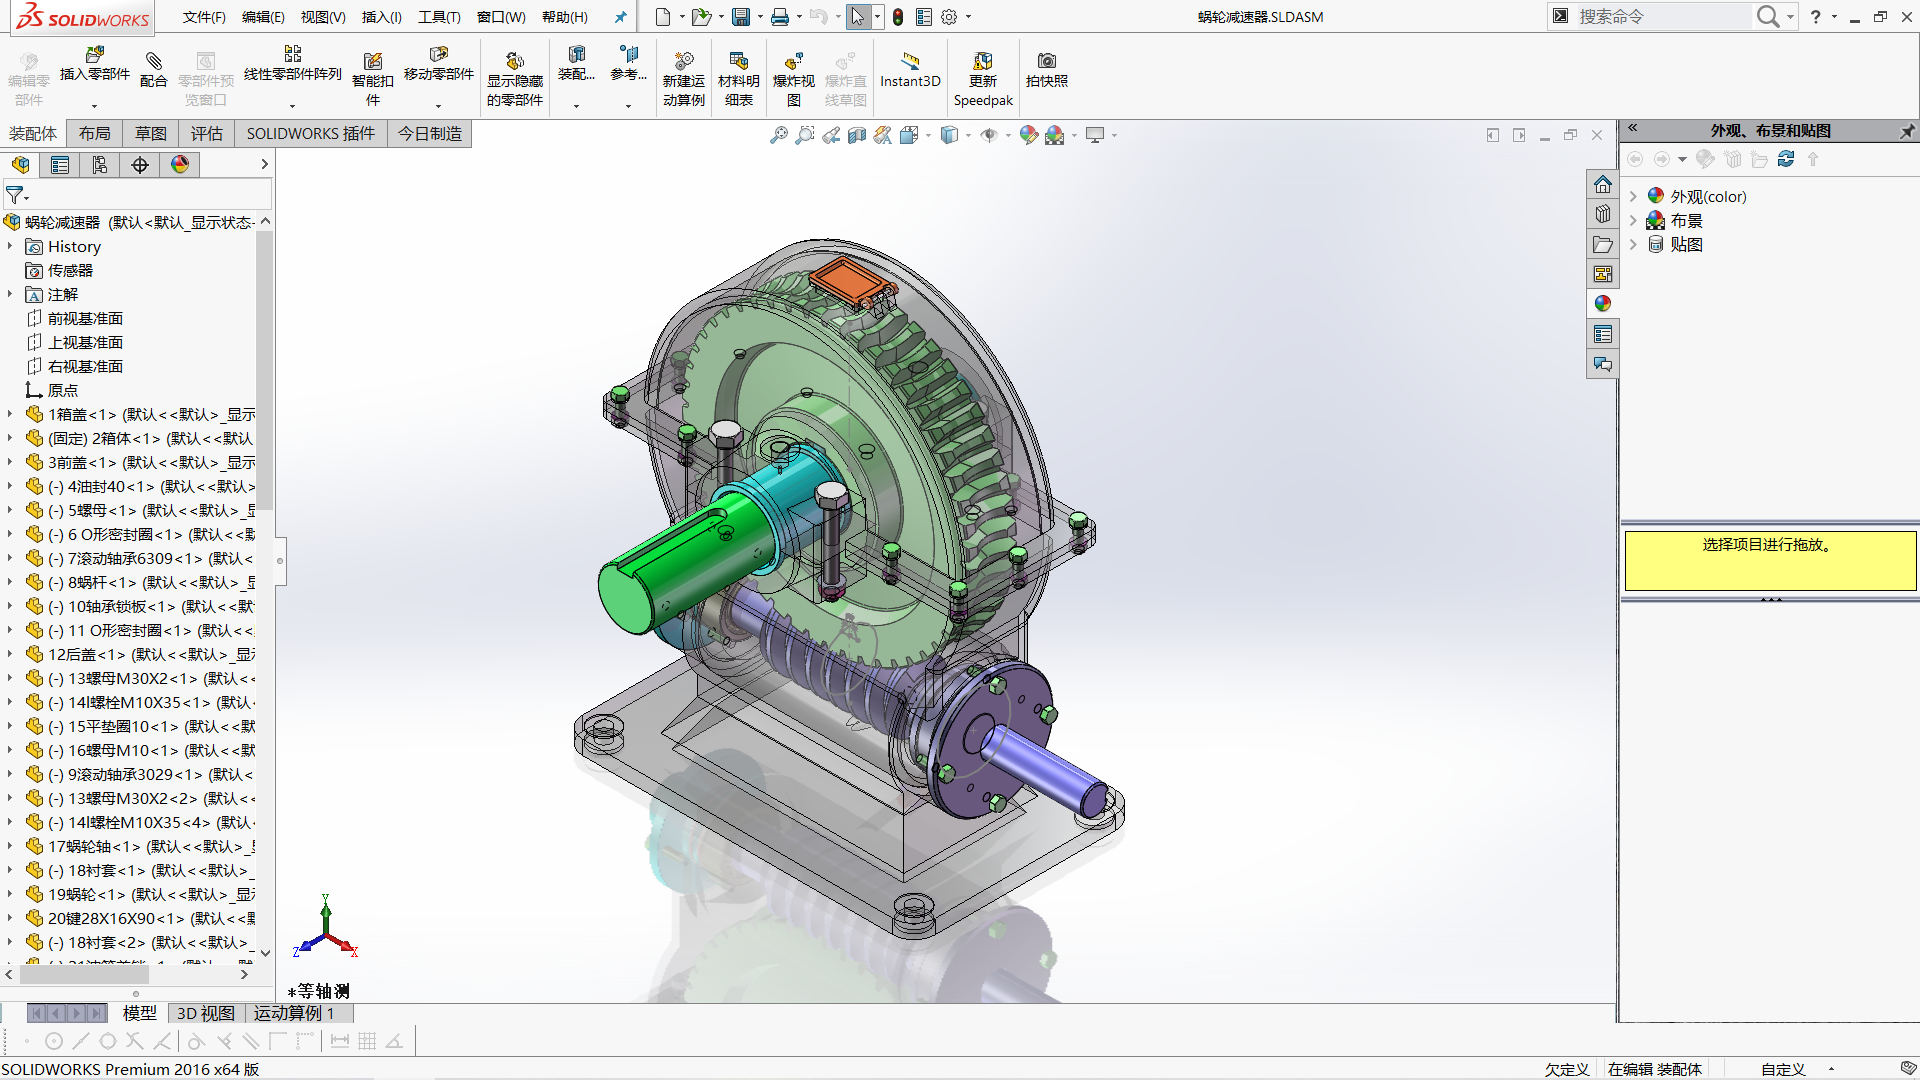 SOLIDWORKS
文件(F) 编辑(E) 视图(V) 插入(I) 工具(T) 窗口(W) 帮助(H)
蜗轮减速器.SLDASM
搜索命令
编辑零部件
插入零部件
配合
零部件预览窗口
线性零部件阵列
智能扣件
移动零部件
显示隐藏的零部件
装配...
参考...
新建运动算例
材料明细表
爆炸视图
爆炸直线草图
Instant3D
更新 Speedpak
拍快照
装配体 布局 草图 评估 SOLIDWORKS 插件 今日制造
蜗轮减速器 (默认<默认_显示状态-
History
传感器
注解
前视基准面
上视基准面
右视基准面
原点
1箱盖<1> (默认<<默认>_显示
(固定) 2箱体<1> (默认<<默认
3前盖<1> (默认<<默认>_显示
(-) 4油封40<1> (默认<<默认>
(-) 5螺母<1> (默认<<默认>_显
(-) 6 O形密封圈<1> (默认<<默
(-) 7滚动轴承6309<1> (默认<
(-) 8蜗杆<1> (默认<<默认>_显
(-) 10轴承锁板<1> (默认<<默
(-) 11 O形密封圈<1> (默认<<
12后盖<1> (默认<<默认>_显
(-) 13螺母M30X2<1> (默认<
(-) 14l螺栓M10X35<1> (默认
(-) 15平垫圈10<1> (默认<<默
(-) 16螺母M10<1> (默认<<默
(-) 9滚动轴承3029<1> (默认<
(-) 13螺母M30X2<2> (默认<
(-) 14l螺栓M10X35<4> (默认
17蜗轮轴<1> (默认<<默认>_
(-) 18衬套<1> (默认<<默认>_
19蜗轮<1> (默认<<默认>_显
20键28X16X90<1> (默认<<
(-) 18衬套<2> (默认<<默认>_
外观、布景和贴图
外观(color)
布景
贴图
选择项目进行拖放。
Y
Z
X
*等轴测
模型 3D 视图 运动算例 1
SOLIDWORKS Premium 2016 x64 版
欠定义 在编辑 装配体 自定义